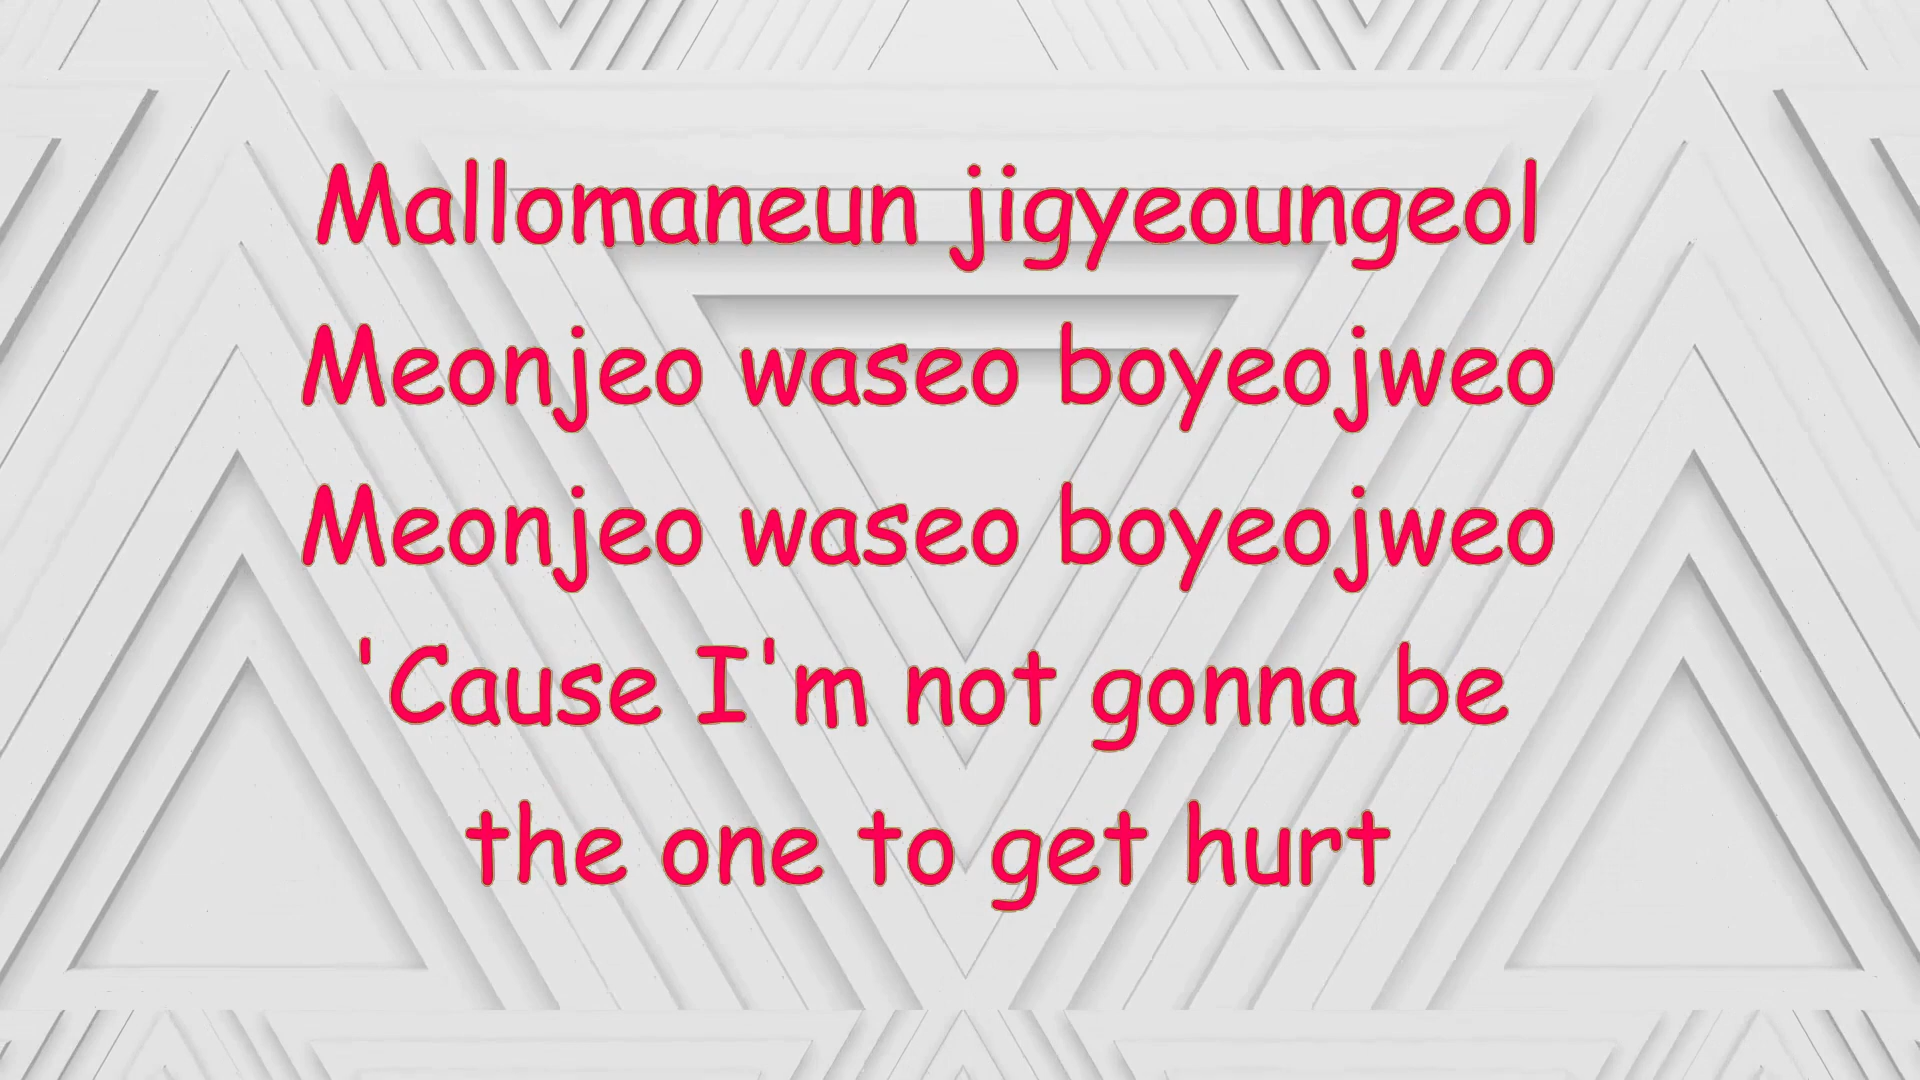 Mallomaneun jigyeoungeol
Meonjeo waseo boyeojweo
Meonjeo waseo boyeojweo
'Cause I'm not gonna be
the one to get hurt